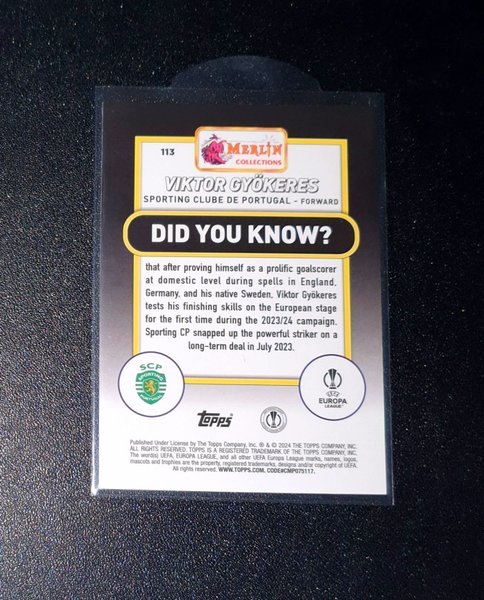 113
MERLIN
COLLECTIONS
VIKTOR GYÖKERES
SPORTING CLUBE DE PORTUGAL - FORWARD
DID YOU KNOW?
that after proving himself as a prolific goalscorer
at domestic level during spells in England,
Germany, and his native Sweden, Viktor Gyökeres
tests his finishing skills on the European stage
for the first time during the 2023/24 campaign.
Sporting CP snapped up the powerful striker on a
long-term deal in July 2023.
SCP
SPORTING
PORTUGAL
UEFA
EUROPA
LEAGUE
Topps
Published Under License by The Topps Company, Inc. ® & © 2024 THE TOPPS COMPANY, INC.
ALL RIGHTS RESERVED. TOPPS IS A REGISTERED TRADEMARK OF THE TOPPS COMPANY, INC.
The word(s) UEFA, EUROPA LEAGUE, and all other UEFA Europa League marks, names, logos,
mascots and trophies are the property, registered trademarks, designs and/or copyright of UEFA.
All rights reserved. WWW.TOPPS.COM. CODE#CMP075117.